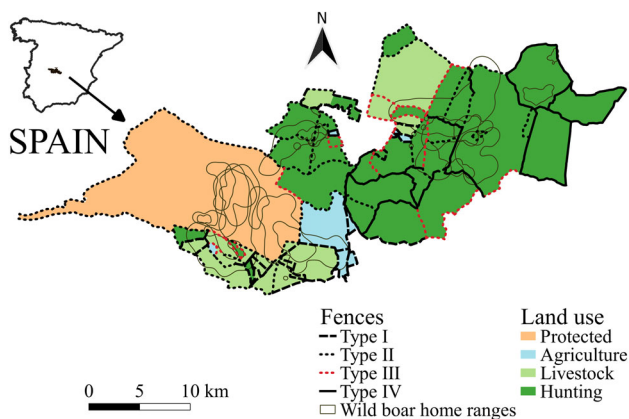 N
SPAIN
Fences
Type I
Type II
Type III
Type IV
Wild boar home ranges
Land use
Protected
Agriculture
Livestock
Hunting
0 5 10 km